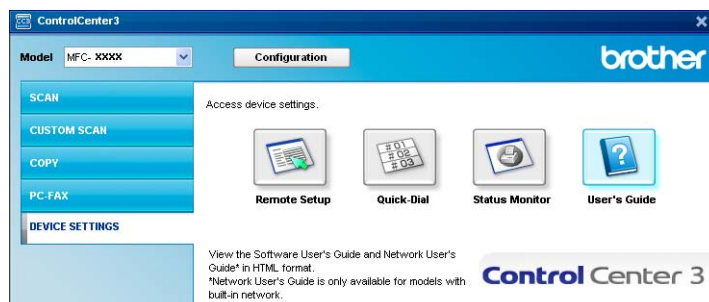 ControlCenter3
Model MFC- XXXX Configuration brother
SCAN
CUSTOM SCAN
COPY
PC-FAX
DEVICE SETTINGS
Access device settings.
#01
#02
#03
?
Remote Setup Quick-Dial Status Monitor User's Guide
View the Software User's Guide and Network User's
Guide* in HTML format.
*Network User's Guide is only available for models with
built-in network.
Control Center 3